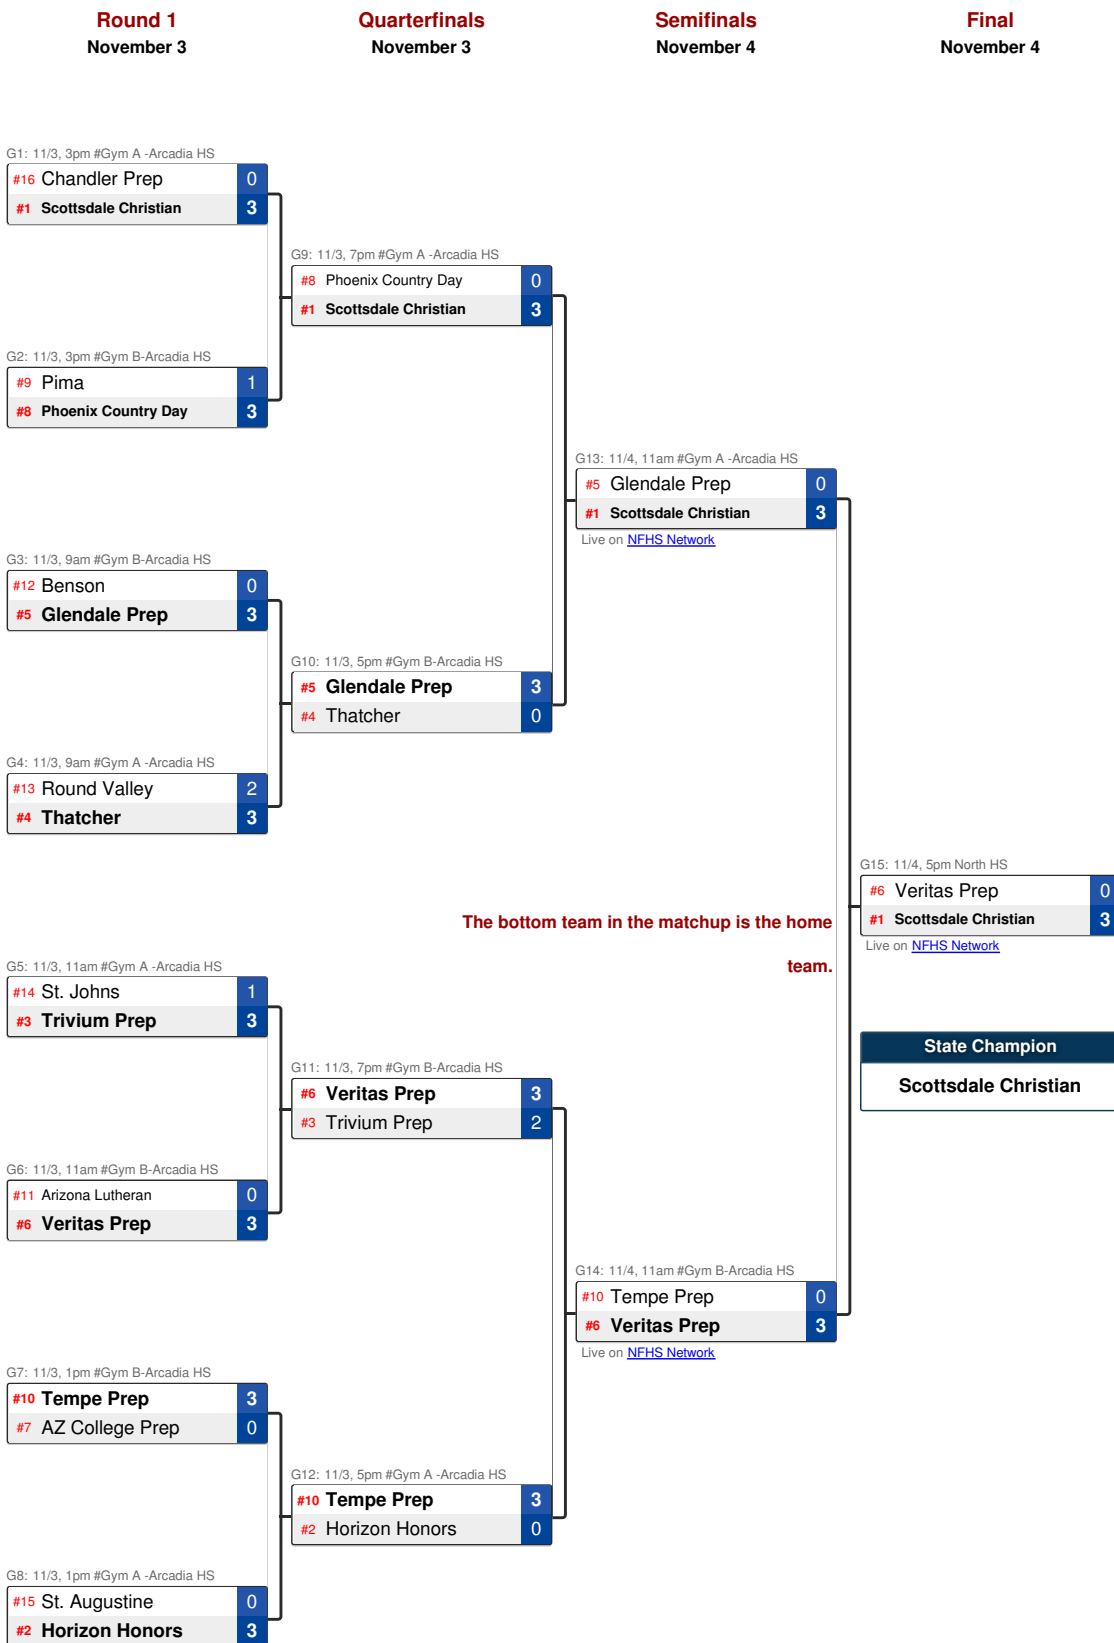 Round 1
November 3
Quarterfinals
November 3
Semifinals
November 4
Final
November 4
G1: 11/3, 3pm #Gym A -Arcadia HS
#16 Chandler Prep 0
#1 Scottsdale Christian 3
G9: 11/3, 7pm #Gym A -Arcadia HS
#8 Phoenix Country Day 0
#1 Scottsdale Christian 3
G2: 11/3, 3pm #Gym B-Arcadia HS
#9 Pima 1
#8 Phoenix Country Day 3
G13: 11/4, 11am #Gym A -Arcadia HS
#5 Glendale Prep 0
#1 Scottsdale Christian 3
Live on NFHS Network
G3: 11/3, 9am #Gym B-Arcadia HS
#12 Benson 0
#5 Glendale Prep 3
G10: 11/3, 5pm #Gym B-Arcadia HS
#5 Glendale Prep 3
#4 Thatcher 0
G4: 11/3, 9am #Gym A -Arcadia HS
#13 Round Valley 2
#4 Thatcher 3
G15: 11/4, 5pm North HS
#6 Veritas Prep 0
#1 Scottsdale Christian 3
Live on NFHS Network
The bottom team in the matchup is the home
team.
G5: 11/3, 11am #Gym A -Arcadia HS
#14 St. Johns 1
#3 Trivium Prep 3
State Champion
Scottsdale Christian
G11: 11/3, 7pm #Gym B-Arcadia HS
#6 Veritas Prep 3
#3 Trivium Prep 2
G6: 11/3, 11am #Gym B-Arcadia HS
#11 Arizona Lutheran 0
#6 Veritas Prep 3
G14: 11/4, 11am #Gym B-Arcadia HS
#10 Tempe Prep 0
#6 Veritas Prep 3
Live on NFHS Network
G7: 11/3, 1pm #Gym B-Arcadia HS
#10 Tempe Prep 3
#7 AZ College Prep 0
G12: 11/3, 5pm #Gym A -Arcadia HS
#10 Tempe Prep 3
#2 Horizon Honors 0
G8: 11/3, 1pm #Gym A -Arcadia HS
#15 St. Augustine 0
#2 Horizon Honors 3